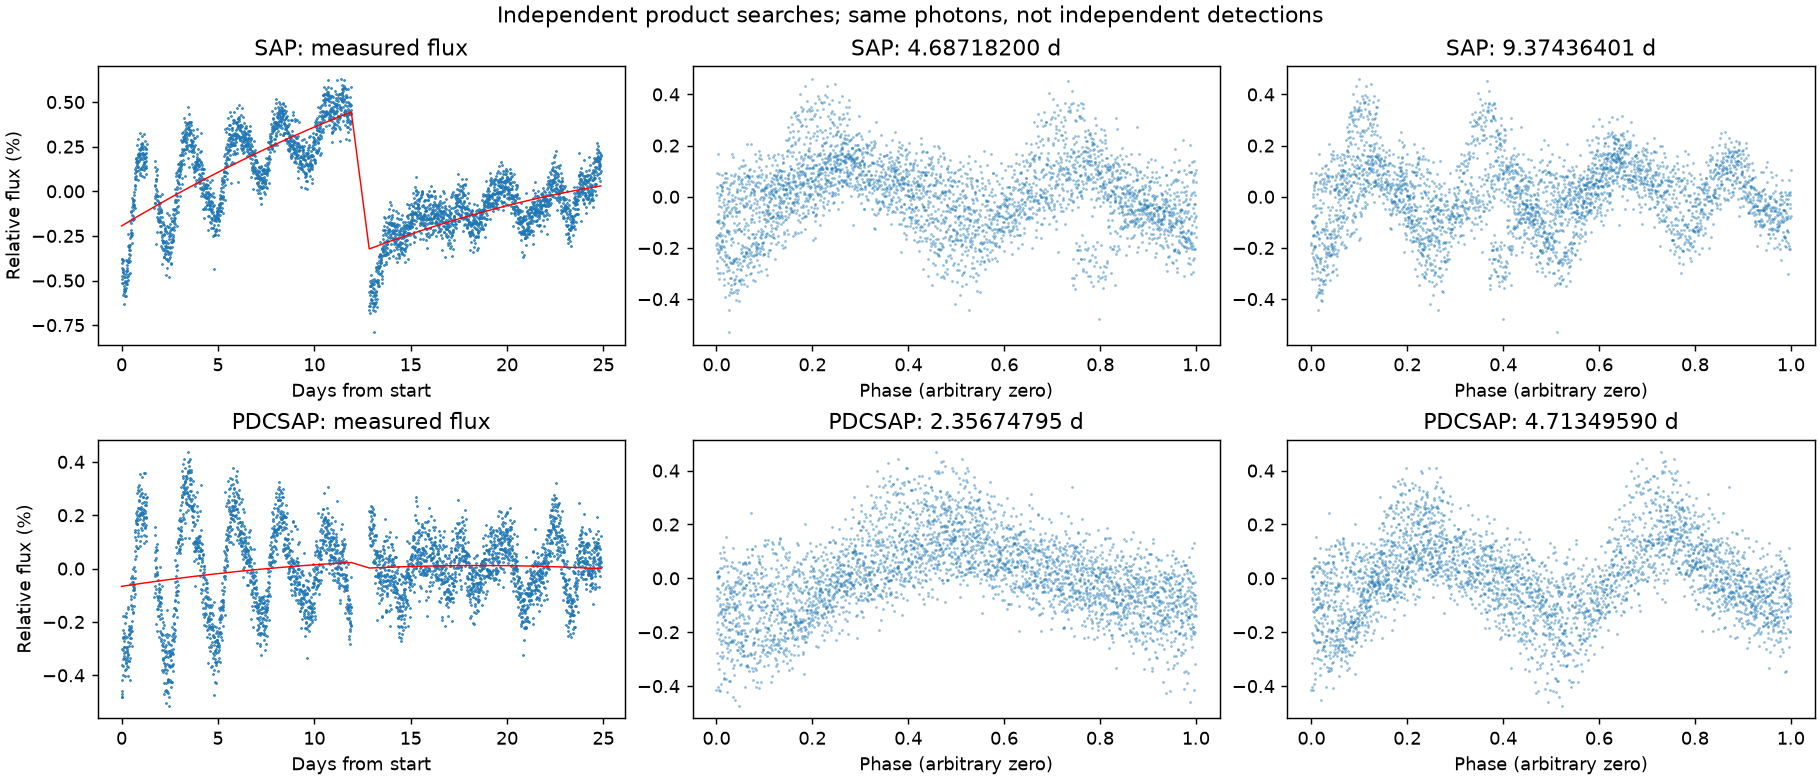 Independent product searches; same photons, not independent detections
SAP: measured flux
SAP: 4.68718200 d
SAP: 9.37436401 d
Relative flux (%)
0.50
0.25
0.00
−0.25
−0.50
−0.75
0 5 10 15 20 25
Days from start
0.4
0.2
0.0
−0.2
−0.4
0.0 0.2 0.4 0.6 0.8 1.0
Phase (arbitrary zero)
0.4
0.2
0.0
−0.2
−0.4
0.0 0.2 0.4 0.6 0.8 1.0
Phase (arbitrary zero)
PDCSAP: measured flux
PDCSAP: 2.35674795 d
PDCSAP: 4.71349590 d
Relative flux (%)
0.4
0.2
0.0
−0.2
−0.4
0 5 10 15 20 25
Days from start
0.4
0.2
0.0
−0.2
−0.4
0.0 0.2 0.4 0.6 0.8 1.0
Phase (arbitrary zero)
0.4
0.2
0.0
−0.2
−0.4
0.0 0.2 0.4 0.6 0.8 1.0
Phase (arbitrary zero)